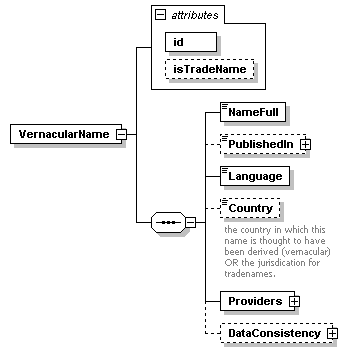 attributes
id
isTradeName
VernacularName
NameFull
PublishedIn
Language
Country
the country in which this
name is thought to have
been derived (vernacular)
OR the jurisdication for
tradenames.
Providers
DataConsistency